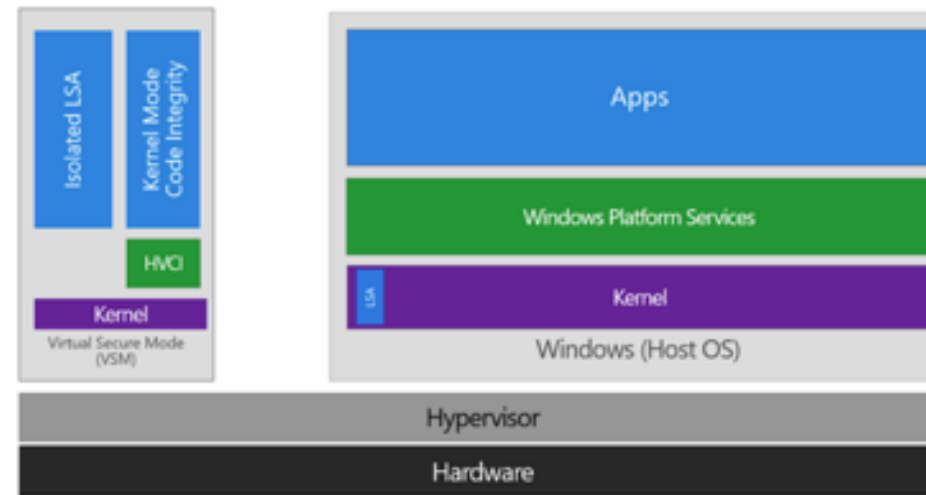 Isolated LSA
Kernel Mode
Code Integrity
HVCI
Kernel
Virtual Secure Mode
(VSM)
Apps
Windows Platform Services
LSA
Kernel
Windows (Host OS)
Hypervisor
Hardware